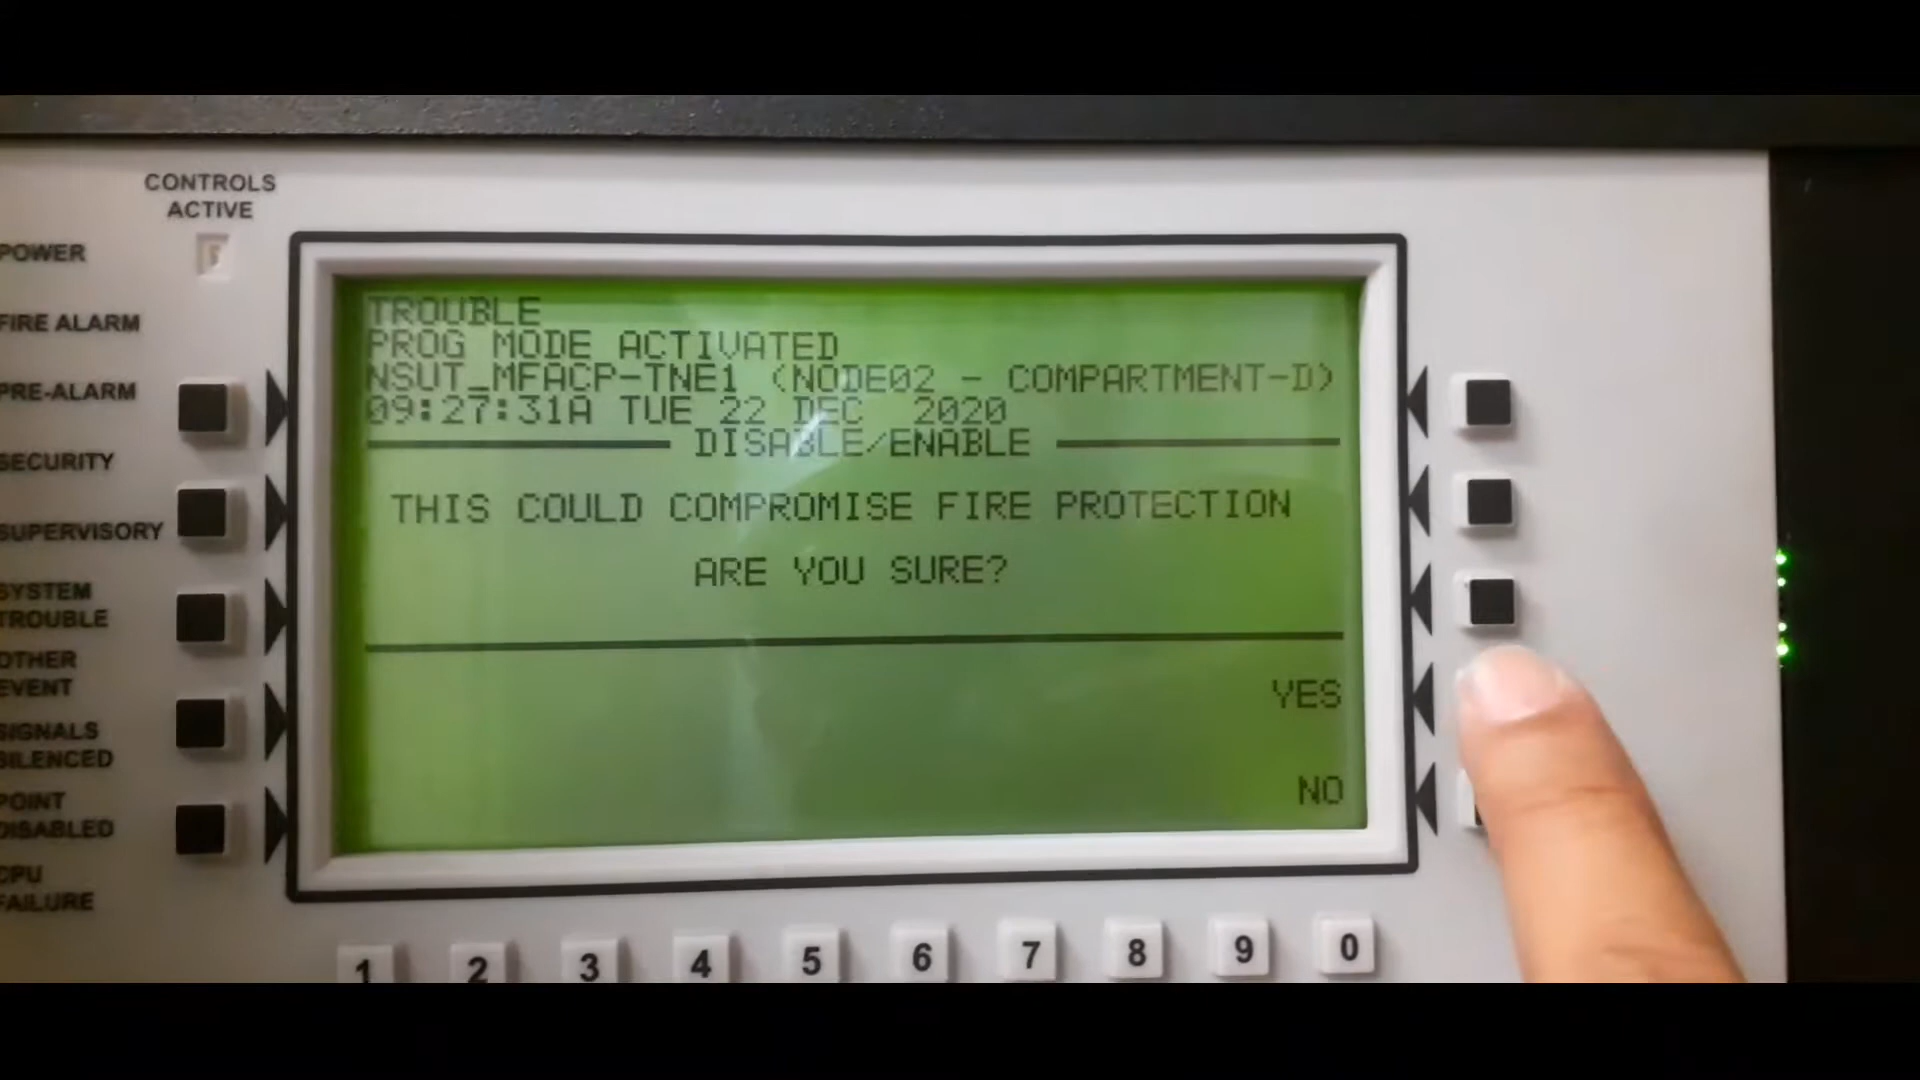 CONTROLS
ACTIVE
POWER
FIRE ALARM
PRE-ALARM
SECURITY
SUPERVISORY
SYSTEM
TROUBLE
OTHER
EVENT
SIGNALS
SILENCED
POINT
DISABLED
CPU
FAILURE
TROUBLE
PROG MODE ACTIVATED
NSUT_MFACP-TNE1 (NODE02 - COMPARTMENT-D)
09:27:31A TUE 22 DEC 2020
DISABLE/ENABLE
THIS COULD COMPROMISE FIRE PROTECTION
ARE YOU SURE?
YES
NO
1 2 3 4 5 6 7 8 9 0